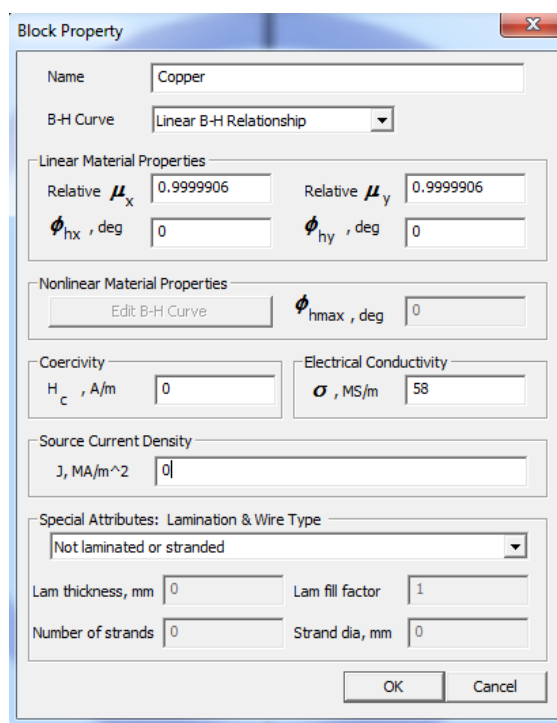 Block Property
Name Copper
B-H Curve Linear B-H Relationship
Linear Material Properties
Relative μx 0.9999906 Relative μy 0.9999906
ϕhx , deg 0 ϕhy , deg 0
Nonlinear Material Properties
Edit B-H Curve ϕhmax , deg 0
Coercivity Electrical Conductivity
Hc , A/m 0 σ , MS/m 58
Source Current Density
J, MA/m^2 0
Special Attributes: Lamination & Wire Type
Not laminated or stranded
Lam thickness, mm 0 Lam fill factor 1
Number of strands 0 Strand dia, mm 0
OK Cancel